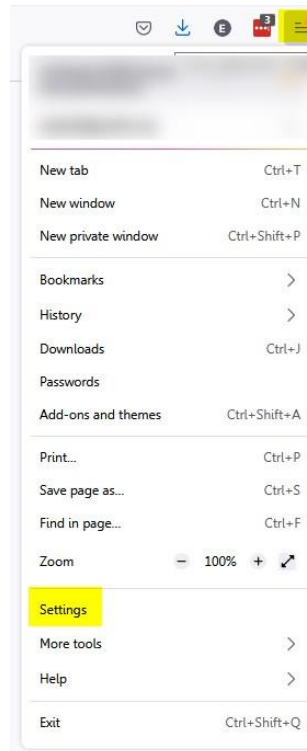 E
3
New tab Ctrl+T
New window Ctrl+N
New private window Ctrl+Shift+P
Bookmarks
History
Downloads Ctrl+J
Passwords
Add-ons and themes Ctrl+Shift+A
Print... Ctrl+P
Save page as... Ctrl+S
Find in page... Ctrl+F
Zoom − 100% +
Settings
More tools
Help
Exit Ctrl+Shift+Q